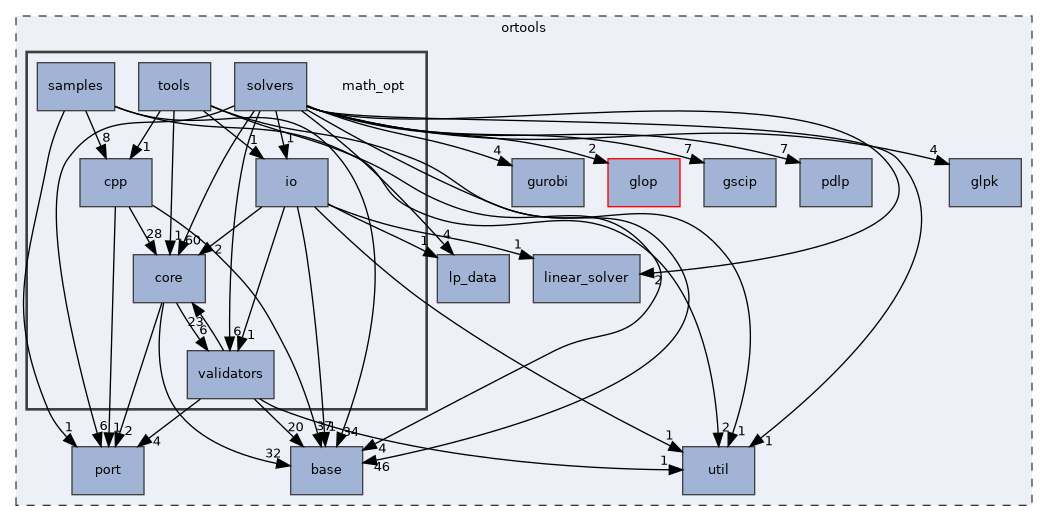 ortools
samples
tools
solvers
math_opt
8
1
1
1
4
2
7
7
4
cpp
io
gurobi
glop
gscip
pdlp
glpk
28
1
60
2
1
4
1
core
lp_data
linear_solver
2
23
6
6
1
validators
1
6
1
2
4
20
32
37
1
34
4
46
1
1
2
1
1
port
base
util